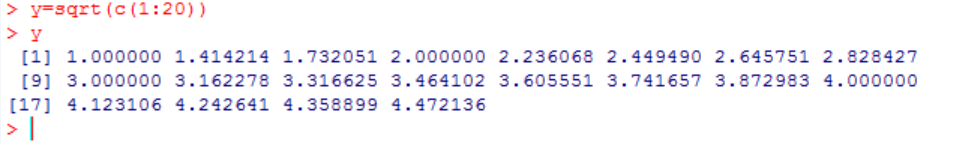 > y=sqrt(c(1:20))
> y
 [1] 1.000000 1.414214 1.732051 2.000000 2.236068 2.449490 2.645751 2.828427
 [9] 3.000000 3.162278 3.316625 3.464102 3.605551 3.741657 3.872983 4.000000
[17] 4.123106 4.242641 4.358899 4.472136
>